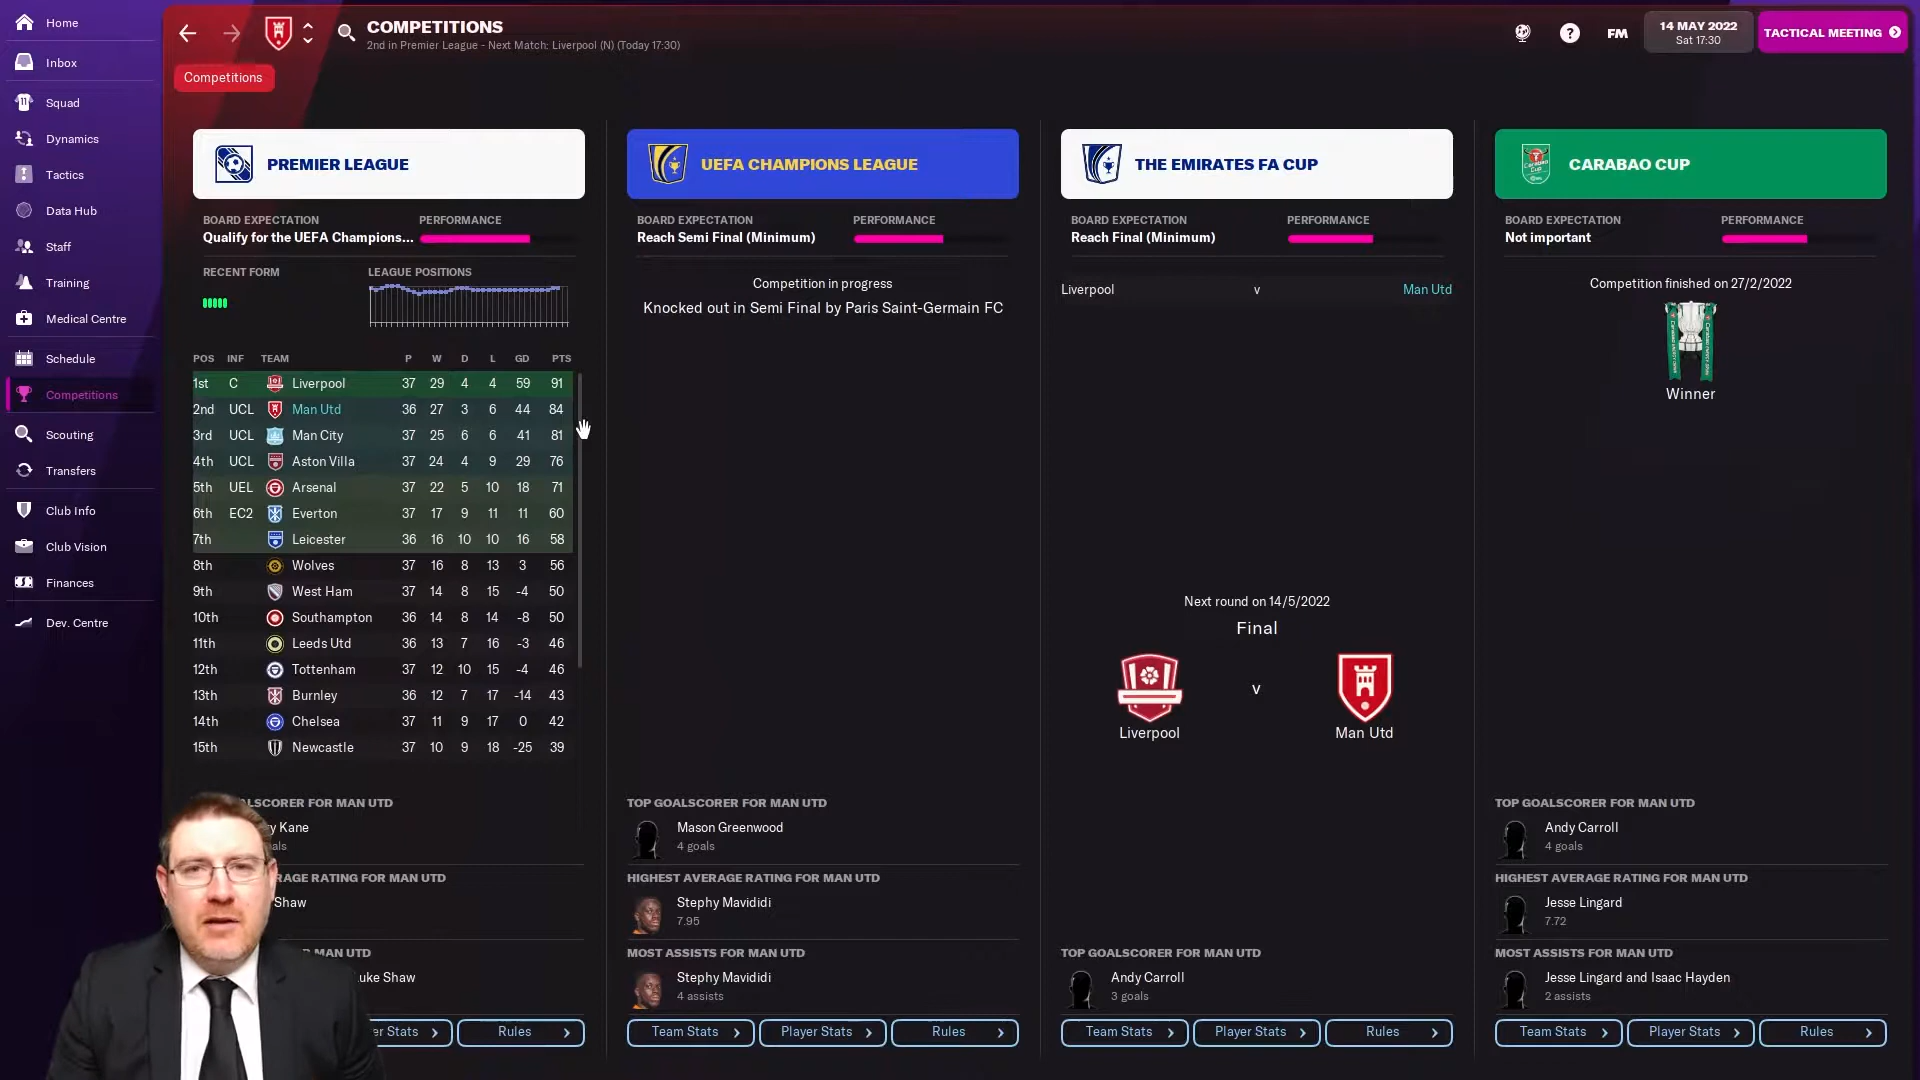 Home
Inbox
Squad
Dynamics
Tactics
Data Hub
Staff
Training
Medical Centre
Schedule
Competitions
Scouting
Transfers
Club Info
Club Vision
Finances
Dev. Centre
COMPETITIONS
2nd in Premier League - Next Match: Liverpool (N) (Today 17:30)
FM
14 MAY 2022
Sat 17:30
TACTICAL MEETING
Competitions
PREMIER LEAGUE
BOARD EXPECTATION PERFORMANCE
Qualify for the UEFA Champions...
RECENT FORM LEAGUE POSITIONS
POS INF TEAM P W D L GD PTS
1st C Liverpool 37 29 4 4 59 91
2nd UCL Man Utd 36 27 3 6 44 84
3rd UCL Man City 37 25 6 6 41 81
4th UCL Aston Villa 37 24 4 9 29 76
5th UEL Arsenal 37 22 5 10 18 71
6th EC2 Everton 37 17 9 11 11 60
7th Leicester 36 16 10 10 16 58
8th Wolves 37 16 8 13 3 56
9th West Ham 37 14 8 15 -4 50
10th Southampton 36 14 8 14 -8 50
11th Leeds Utd 36 13 7 16 -3 46
12th Tottenham 37 12 10 15 -4 46
13th Burnley 36 12 7 17 -14 43
14th Chelsea 37 11 9 17 0 42
15th Newcastle 37 10 9 18 -25 39
ALSCORER FOR MAN UTD
y Kane
als
RAGE RATING FOR MAN UTD
Shaw
R MAN UTD
uke Shaw
er Stats
Rules
UEFA CHAMPIONS LEAGUE
BOARD EXPECTATION PERFORMANCE
Reach Semi Final (Minimum)
Competition in progress
Knocked out in Semi Final by Paris Saint-Germain FC
TOP GOALSCORER FOR MAN UTD
Mason Greenwood
4 goals
HIGHEST AVERAGE RATING FOR MAN UTD
Stephy Mavididi
7.95
MOST ASSISTS FOR MAN UTD
Stephy Mavididi
4 assists
Team Stats
Player Stats
Rules
THE EMIRATES FA CUP
BOARD EXPECTATION PERFORMANCE
Reach Final (Minimum)
Liverpool v Man Utd
Next round on 14/5/2022
Final
v
Liverpool Man Utd
TOP GOALSCORER FOR MAN UTD
Andy Carroll
3 goals
Team Stats
Player Stats
Rules
CARABAO CUP
BOARD EXPECTATION PERFORMANCE
Not important
Competition finished on 27/2/2022
Winner
TOP GOALSCORER FOR MAN UTD
Andy Carroll
4 goals
HIGHEST AVERAGE RATING FOR MAN UTD
Jesse Lingard
7.72
MOST ASSISTS FOR MAN UTD
Jesse Lingard and Isaac Hayden
2 assists
Team Stats
Player Stats
Rules